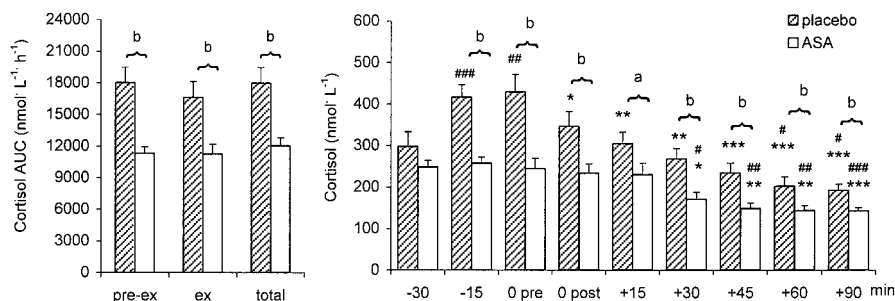 Cortisol AUC (nmol· L⁻¹· h⁻¹)
24000
21000
18000
15000
12000
9000
6000
3000
0
b
b
b
pre-ex
ex
total
Cortisol (nmol· L⁻¹)
600
500
400
300
200
100
0
placebo
ASA
b
b
b
a
b
b
b
b
###
##
*
**
**
#
*
***
##
**
#
***
##
**
#
***
###
***
-30
-15
0 pre
0 post
+15
+30
+45
+60
+90
min